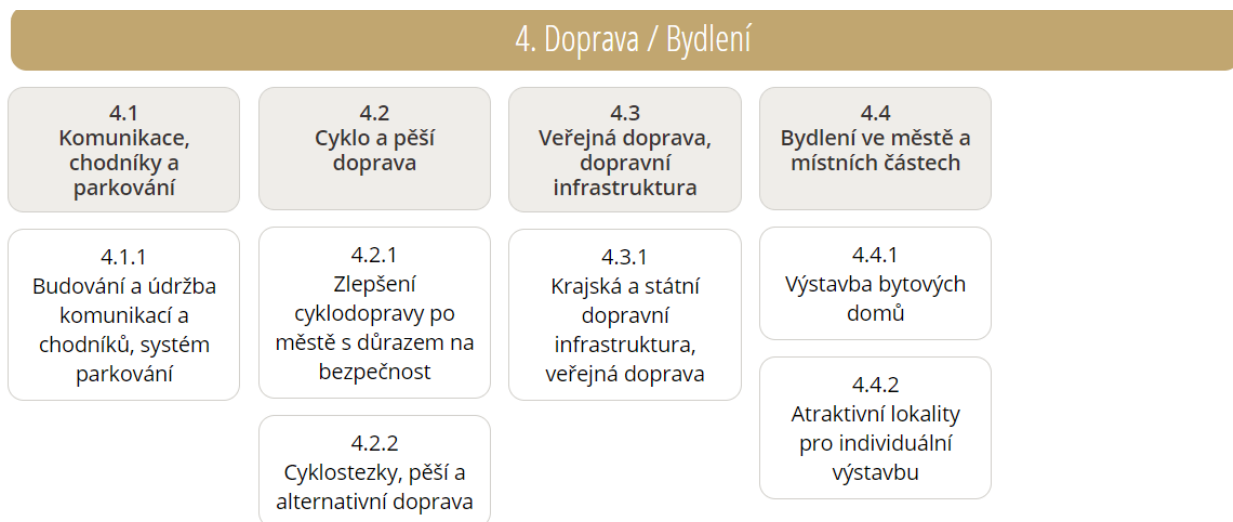 4. Doprava / Bydlení
4.1
Komunikace,
chodníky a
parkování
4.1.1
Budování a údržba
komunikací a
chodníků, systém
parkování
4.2
Cyklo a pěší
doprava
4.2.1
Zlepšení
cyklodopravy po
městě s důrazem na
bezpečnost
4.2.2
Cyklostezky, pěší a
alternativní doprava
4.3
Veřejná doprava,
dopravní
infrastruktura
4.3.1
Krajská a státní
dopravní
infrastruktura,
veřejná doprava
4.4
Bydlení ve městě a
místních částech
4.4.1
Výstavba bytových
domů
4.4.2
Atraktivní lokality
pro individuální
výstavbu